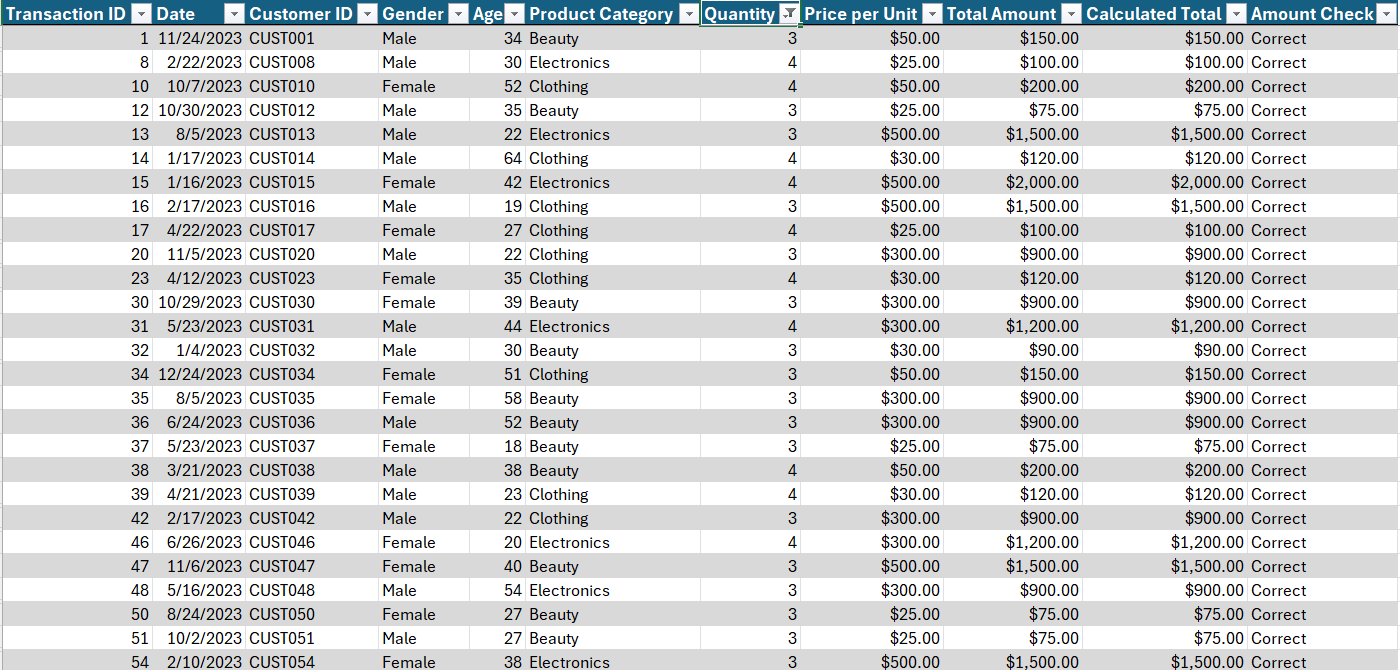 Transaction ID Date Customer ID Gender Age Product Category Quantity Price per Unit Total Amount Calculated Total Amount Check
1 11/24/2023 CUST001 Male 34 Beauty 3 $50.00 $150.00 $150.00 Correct
8 2/22/2023 CUST008 Male 30 Electronics 4 $25.00 $100.00 $100.00 Correct
10 10/7/2023 CUST010 Female 52 Clothing 4 $50.00 $200.00 $200.00 Correct
12 10/30/2023 CUST012 Male 35 Beauty 3 $25.00 $75.00 $75.00 Correct
13 8/5/2023 CUST013 Male 22 Electronics 3 $500.00 $1,500.00 $1,500.00 Correct
14 1/17/2023 CUST014 Male 64 Clothing 4 $30.00 $120.00 $120.00 Correct
15 1/16/2023 CUST015 Female 42 Electronics 4 $500.00 $2,000.00 $2,000.00 Correct
16 2/17/2023 CUST016 Male 19 Clothing 3 $500.00 $1,500.00 $1,500.00 Correct
17 4/22/2023 CUST017 Female 27 Clothing 4 $25.00 $100.00 $100.00 Correct
20 11/5/2023 CUST020 Male 22 Clothing 3 $300.00 $900.00 $900.00 Correct
23 4/12/2023 CUST023 Female 35 Clothing 4 $30.00 $120.00 $120.00 Correct
30 10/29/2023 CUST030 Female 39 Beauty 3 $300.00 $900.00 $900.00 Correct
31 5/23/2023 CUST031 Male 44 Electronics 4 $300.00 $1,200.00 $1,200.00 Correct
32 1/4/2023 CUST032 Male 30 Beauty 3 $30.00 $90.00 $90.00 Correct
34 12/24/2023 CUST034 Female 51 Clothing 3 $50.00 $150.00 $150.00 Correct
35 8/5/2023 CUST035 Female 58 Beauty 3 $300.00 $900.00 $900.00 Correct
36 6/24/2023 CUST036 Male 52 Beauty 3 $300.00 $900.00 $900.00 Correct
37 5/23/2023 CUST037 Female 18 Beauty 3 $25.00 $75.00 $75.00 Correct
38 3/21/2023 CUST038 Male 38 Beauty 4 $50.00 $200.00 $200.00 Correct
39 4/21/2023 CUST039 Male 23 Clothing 4 $30.00 $120.00 $120.00 Correct
42 2/17/2023 CUST042 Male 22 Clothing 3 $300.00 $900.00 $900.00 Correct
46 6/26/2023 CUST046 Female 20 Electronics 4 $300.00 $1,200.00 $1,200.00 Correct
47 11/6/2023 CUST047 Female 40 Beauty 3 $500.00 $1,500.00 $1,500.00 Correct
48 5/16/2023 CUST048 Male 54 Electronics 3 $300.00 $900.00 $900.00 Correct
50 8/24/2023 CUST050 Female 27 Beauty 3 $25.00 $75.00 $75.00 Correct
51 10/2/2023 CUST051 Male 27 Beauty 3 $25.00 $75.00 $75.00 Correct
54 2/10/2023 CUST054 Female 38 Electronics 3 $500.00 $1,500.00 $1,500.00 Correct